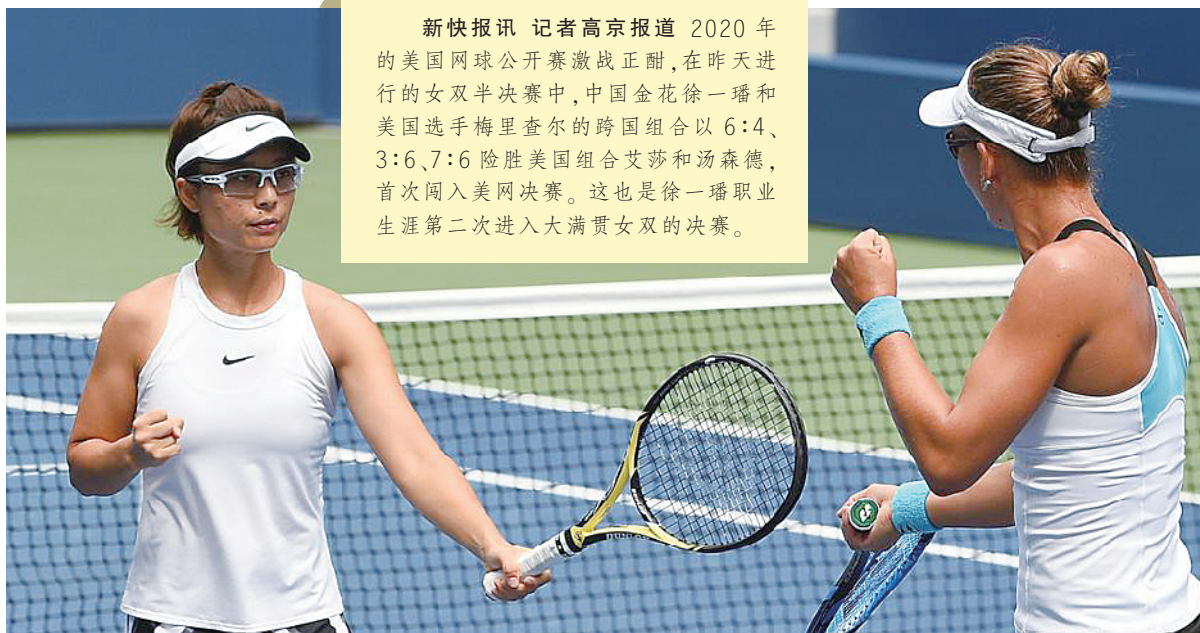 新快报讯 记者高京报道 2020 年
的美国网球公开赛激战正酣,在昨天进
行的女双半决赛中,中国金花徐一璠和
美国选手梅里查尔的跨国组合以 6∶4、
3∶6、7∶6 险胜美国组合艾莎和汤森德,
首次闯入美网决赛。这也是徐一璠职业
生涯第二次进入大满贯女双的决赛。
DUNLOP